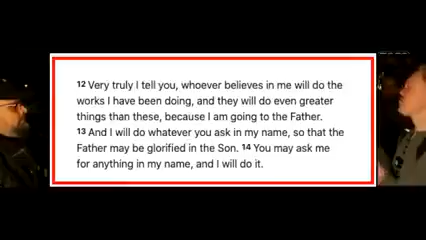 12 Very truly I tell you, whoever believes in me will do the
works I have been doing, and they will do even greater
things than these, because I am going to the Father.
13 And I will do whatever you ask in my name, so that the
Father may be glorified in the Son. 14 You may ask me
for anything in my name, and I will do it.